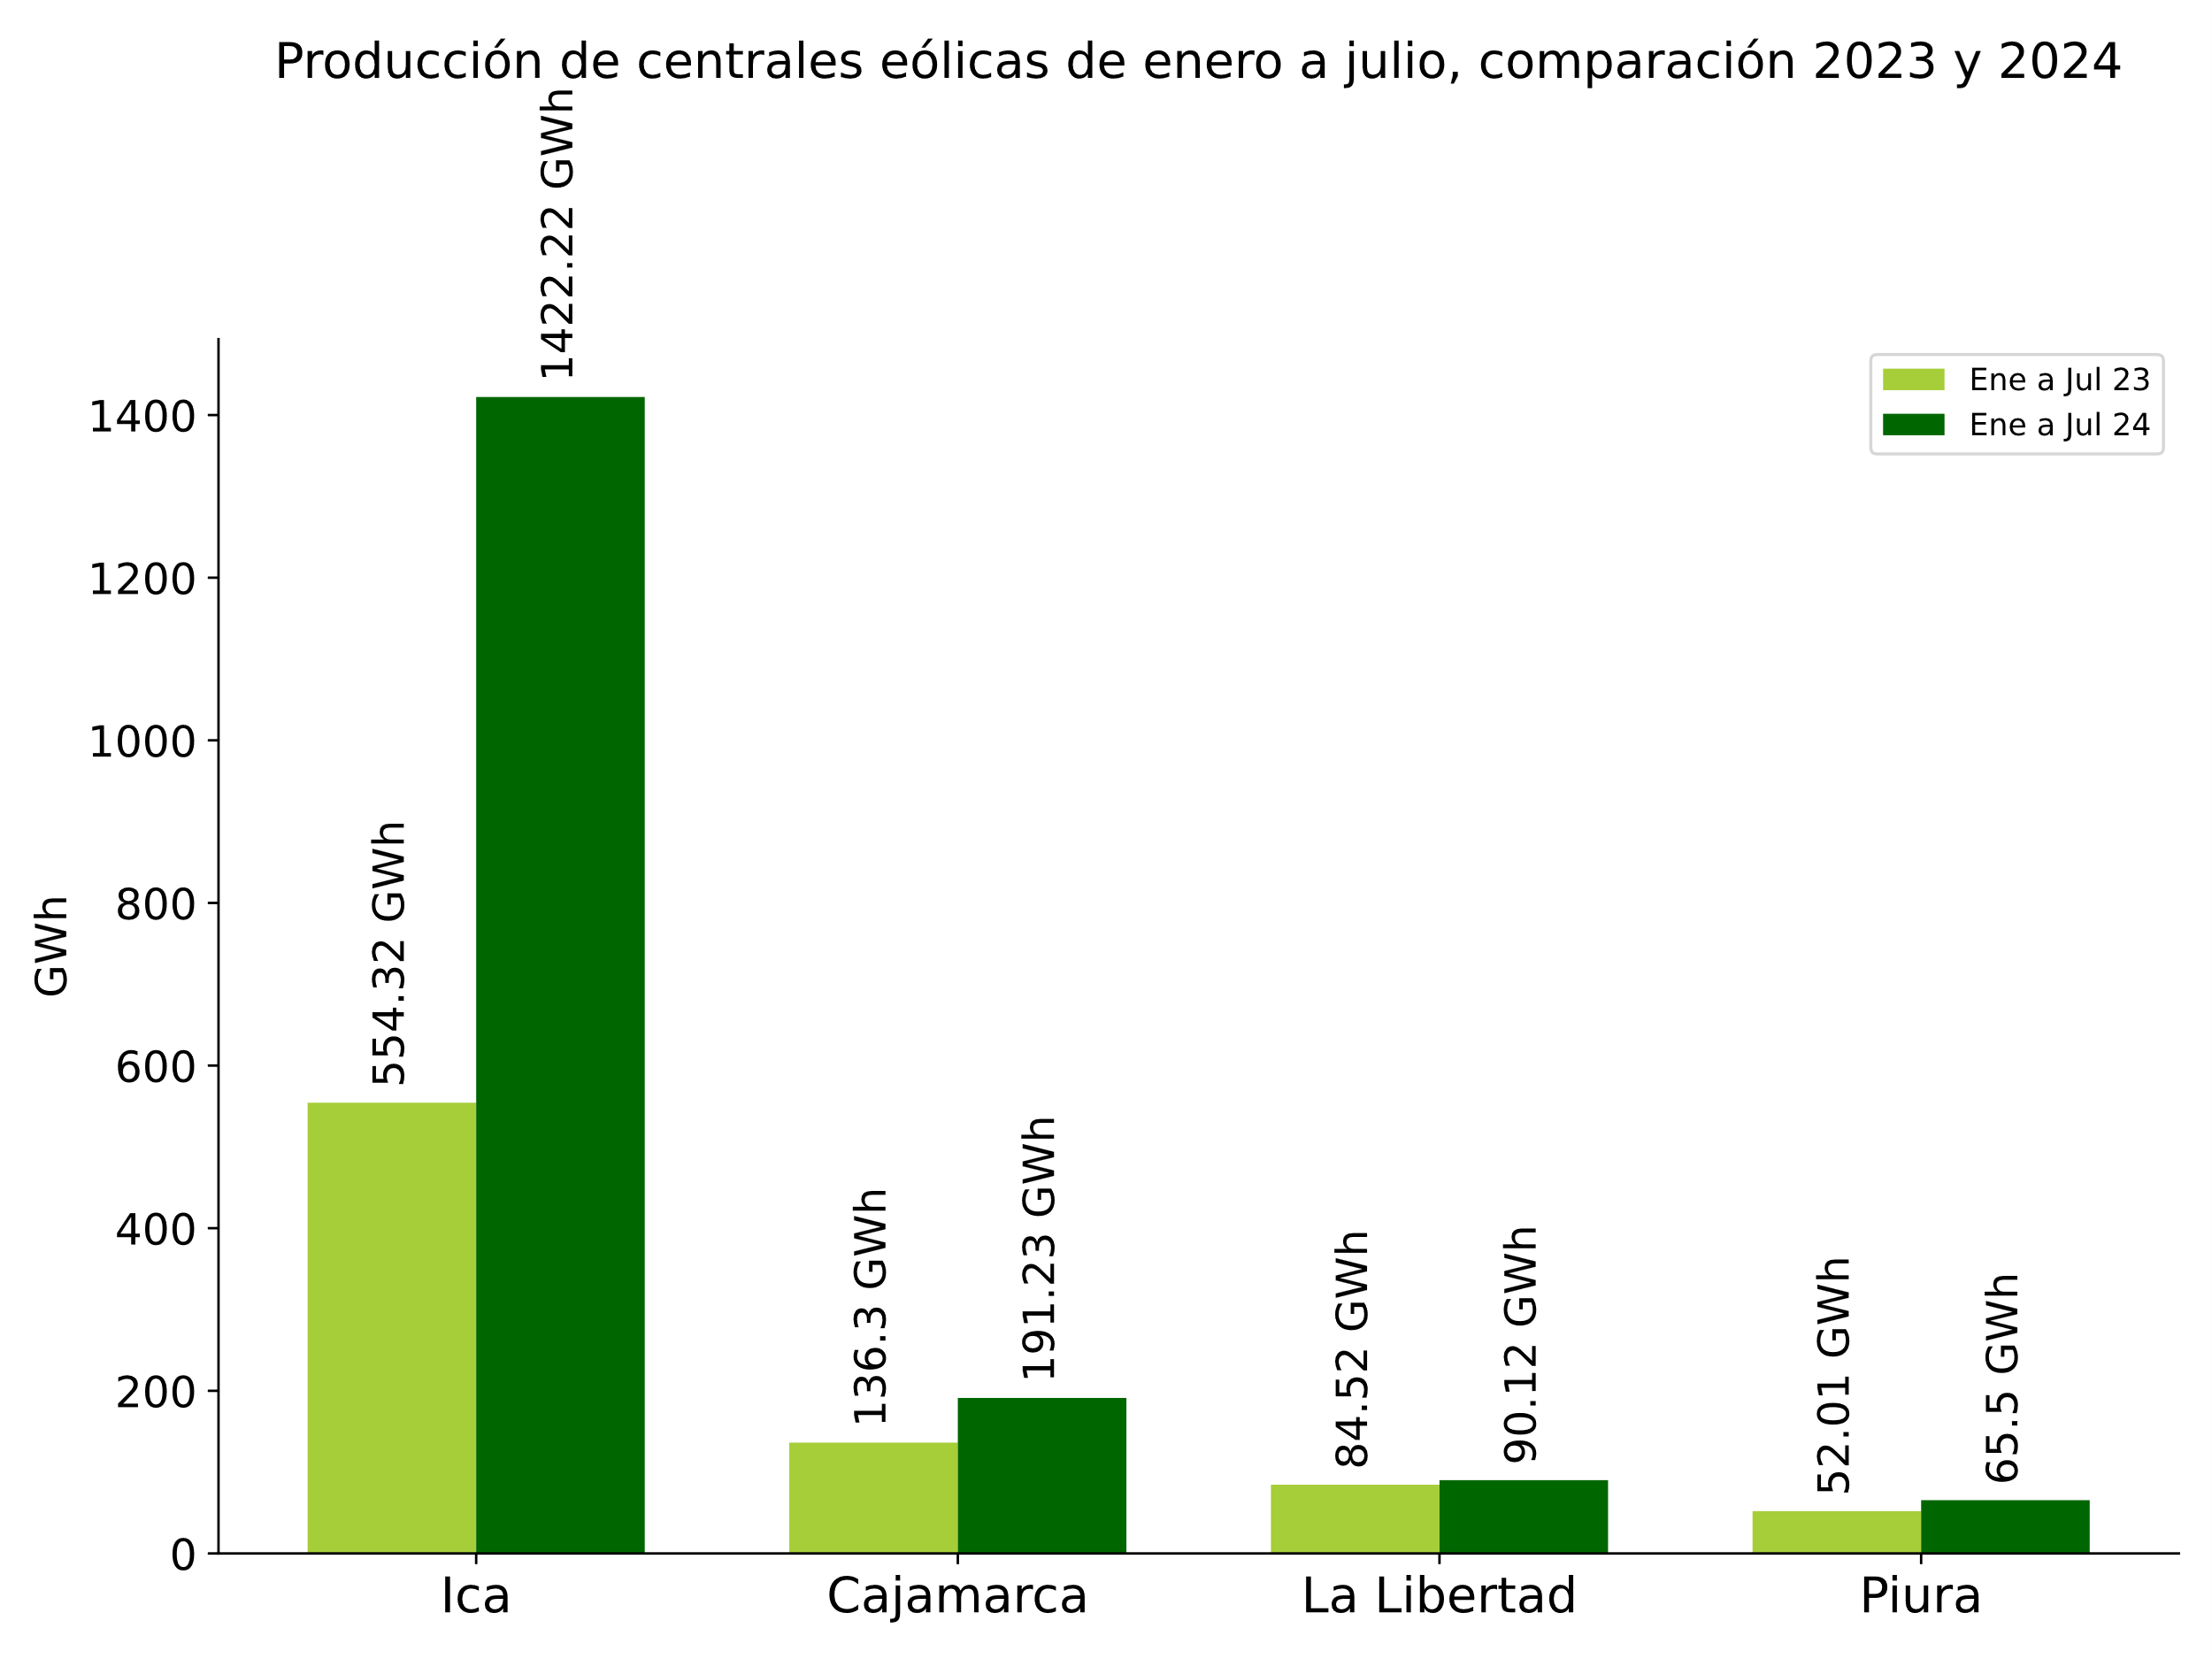 Producción de centrales eólicas de enero a julio, comparación 2023 y 2024
Ene a Jul 23
Ene a Jul 24
GWh
1400
1200
1000
800
600
400
200
0
554.32 GWh
1422.22 GWh
136.3 GWh
191.23 GWh
84.52 GWh
90.12 GWh
52.01 GWh
65.5 GWh
Ica
Cajamarca
La Libertad
Piura